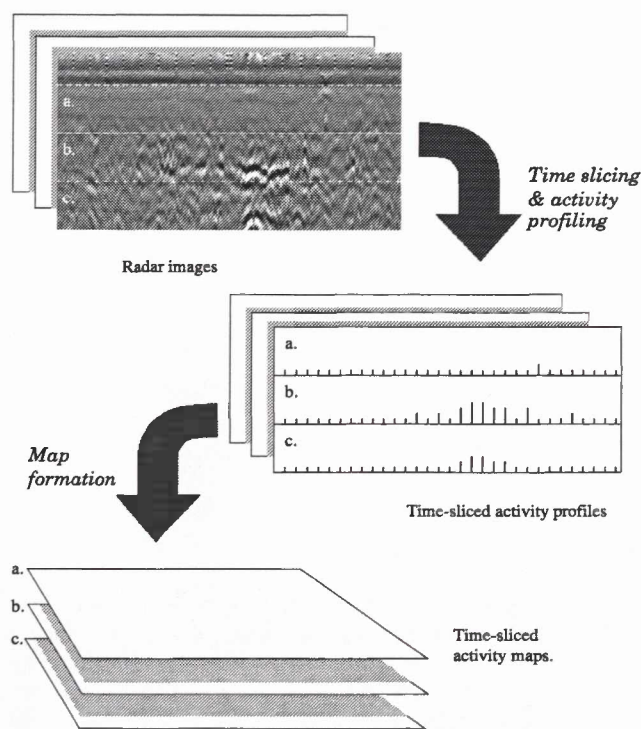 a.
b.
c.
Time slicing
& activity
profiling
Radar images
a.
b.
c.
Time-sliced activity profiles
Map
formation
a.
b.
c.
Time-sliced
activity maps.